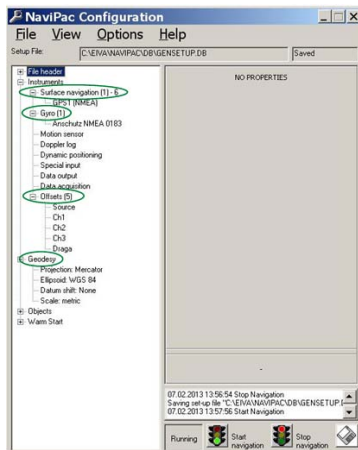 NaviPac Configuration
File View Options Help
Setup File: C:\EIVA\NAVIPAC\DB\GENSETUP.DB Saved
File header
Instruments
Surface navigation (1) - 6
GPS1 (NMEA)
Gyro (1)
Anschutz NMEA 0183
Motion sensor
Doppler log
Dynamic positioning
Special input
Data output
Data acquisition
Offsets (5)
Source
Ch1
Ch2
Ch3
Draga
Geodesy
Projection: Mercator
Ellipsoid: WGS 84
Datum shift: None
Scale: metric
Objects
Warm Start
NO PROPERTIES
-
07.02.2013 13:56:54 Stop Navigation
Saving set-up file "C:\EIVA\NAVIPAC\DB\GENSETUP.
07.02.2013 13:57:56 Start Navigation
Running Start navigation Stop navigation